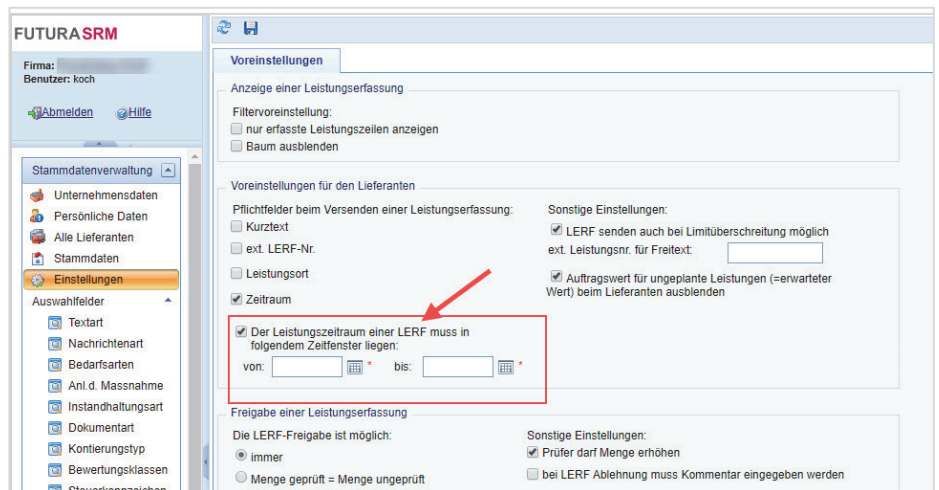 FUTURASRM
Firma:
Benutzer: koch
Abmelden Hilfe
Stammdatenverwaltung
Unternehmensdaten
Persönliche Daten
Alle Lieferanten
Stammdaten
Einstellungen
Auswahlfelder
Textart
Nachrichtenart
Bedarfsarten
Anl.d. Massnahme
Instandhaltungsart
Dokumentart
Kontierungstyp
Bewertungsklassen
Steuerkennzeichen
Voreinstellungen
Anzeige einer Leistungserfassung
Filtervoreinstellung:
nur erfasste Leistungszeilen anzeigen
Baum ausblenden
Voreinstellungen für den Lieferanten
Pflichtfelder beim Versenden einer Leistungserfassung:
Kurztext
ext. LERF-Nr.
Leistungsort
Zeitraum
Der Leistungszeitraum einer LERF muss in
folgendem Zeitfenster liegen:
von: * bis: *
Sonstige Einstellungen:
LERF senden auch bei Limitüberschreitung möglich
ext. Leistungsnr. für Freitext:
Auftragswert für ungeplante Leistungen (=erwarteter
Wert) beim Lieferanten ausblenden
Freigabe einer Leistungserfassung
Die LERF-Freigabe ist möglich:
immer
Menge geprüft = Menge ungeprüft
Sonstige Einstellungen:
Prüfer darf Menge erhöhen
bei LERF Ablehnung muss Kommentar eingegeben werden